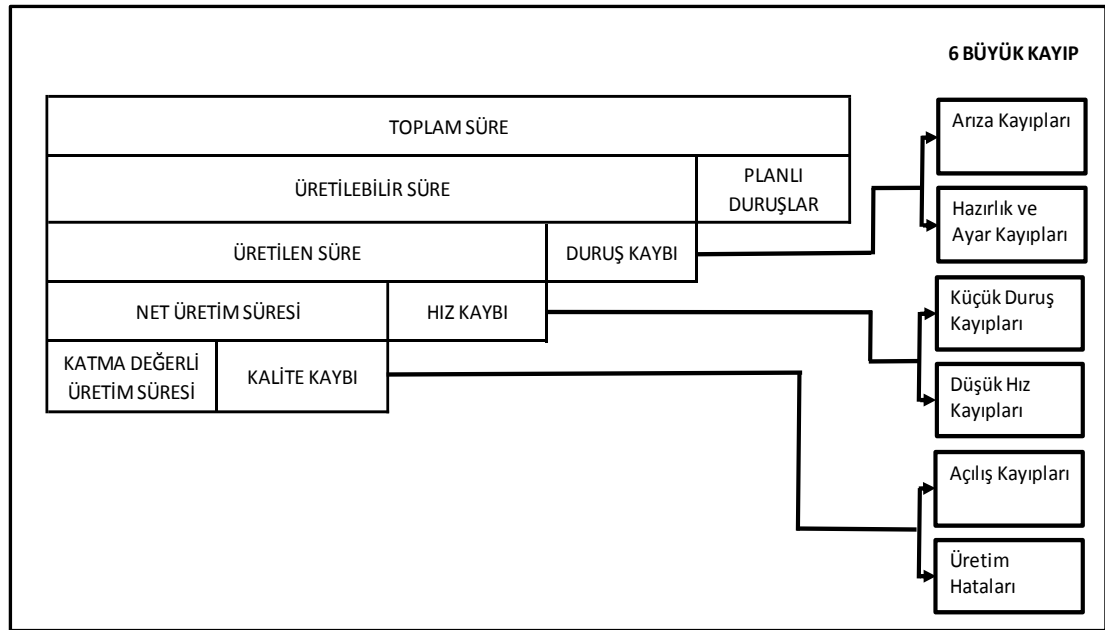 6 BÜYÜK KAYIP
TOPLAM SÜRE
ÜRETİLEBİLİR SÜRE
PLANLI
DURUŞLAR
ÜRETİLEN SÜRE
DURUŞ KAYBI
NET ÜRETİM SÜRESİ
HIZ KAYBI
KATMA DEĞERLİ
ÜRETİM SÜRESİ
KALİTE KAYBI
Arıza Kayıpları
Hazırlık ve
Ayar Kayıpları
Küçük Duruş
Kayıpları
Düşük Hız
Kayıpları
Açılış Kayıpları
Üretim
Hataları